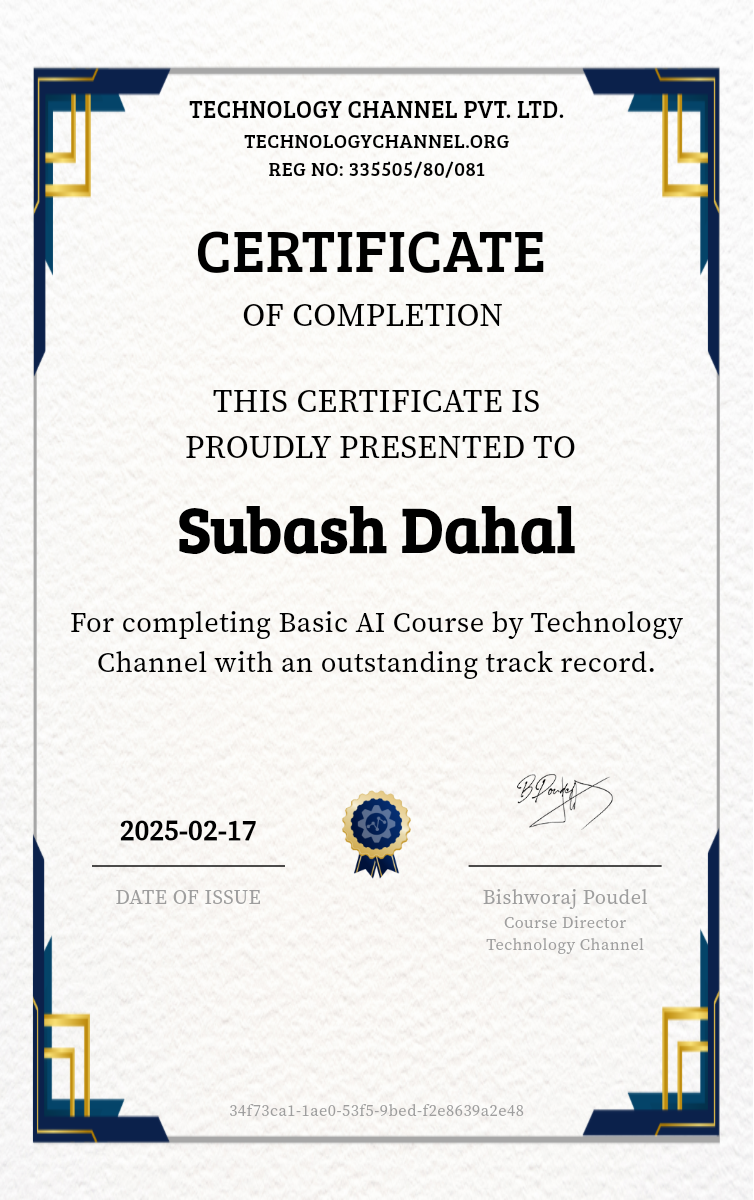 TECHNOLOGY CHANNEL PVT. LTD.
TECHNOLOGYCHANNEL.ORG
REG NO: 335505/80/081
CERTIFICATE
OF COMPLETION
THIS CERTIFICATE IS
PROUDLY PRESENTED TO
Subash Dahal
For completing Basic AI Course by Technology
Channel with an outstanding track record.
B.Poudel
2025-02-17
DATE OF ISSUE
Bishworaj Poudel
Course Director
Technology Channel
34f73ca1-1ae0-53f5-9bed-f2e8639a2e48